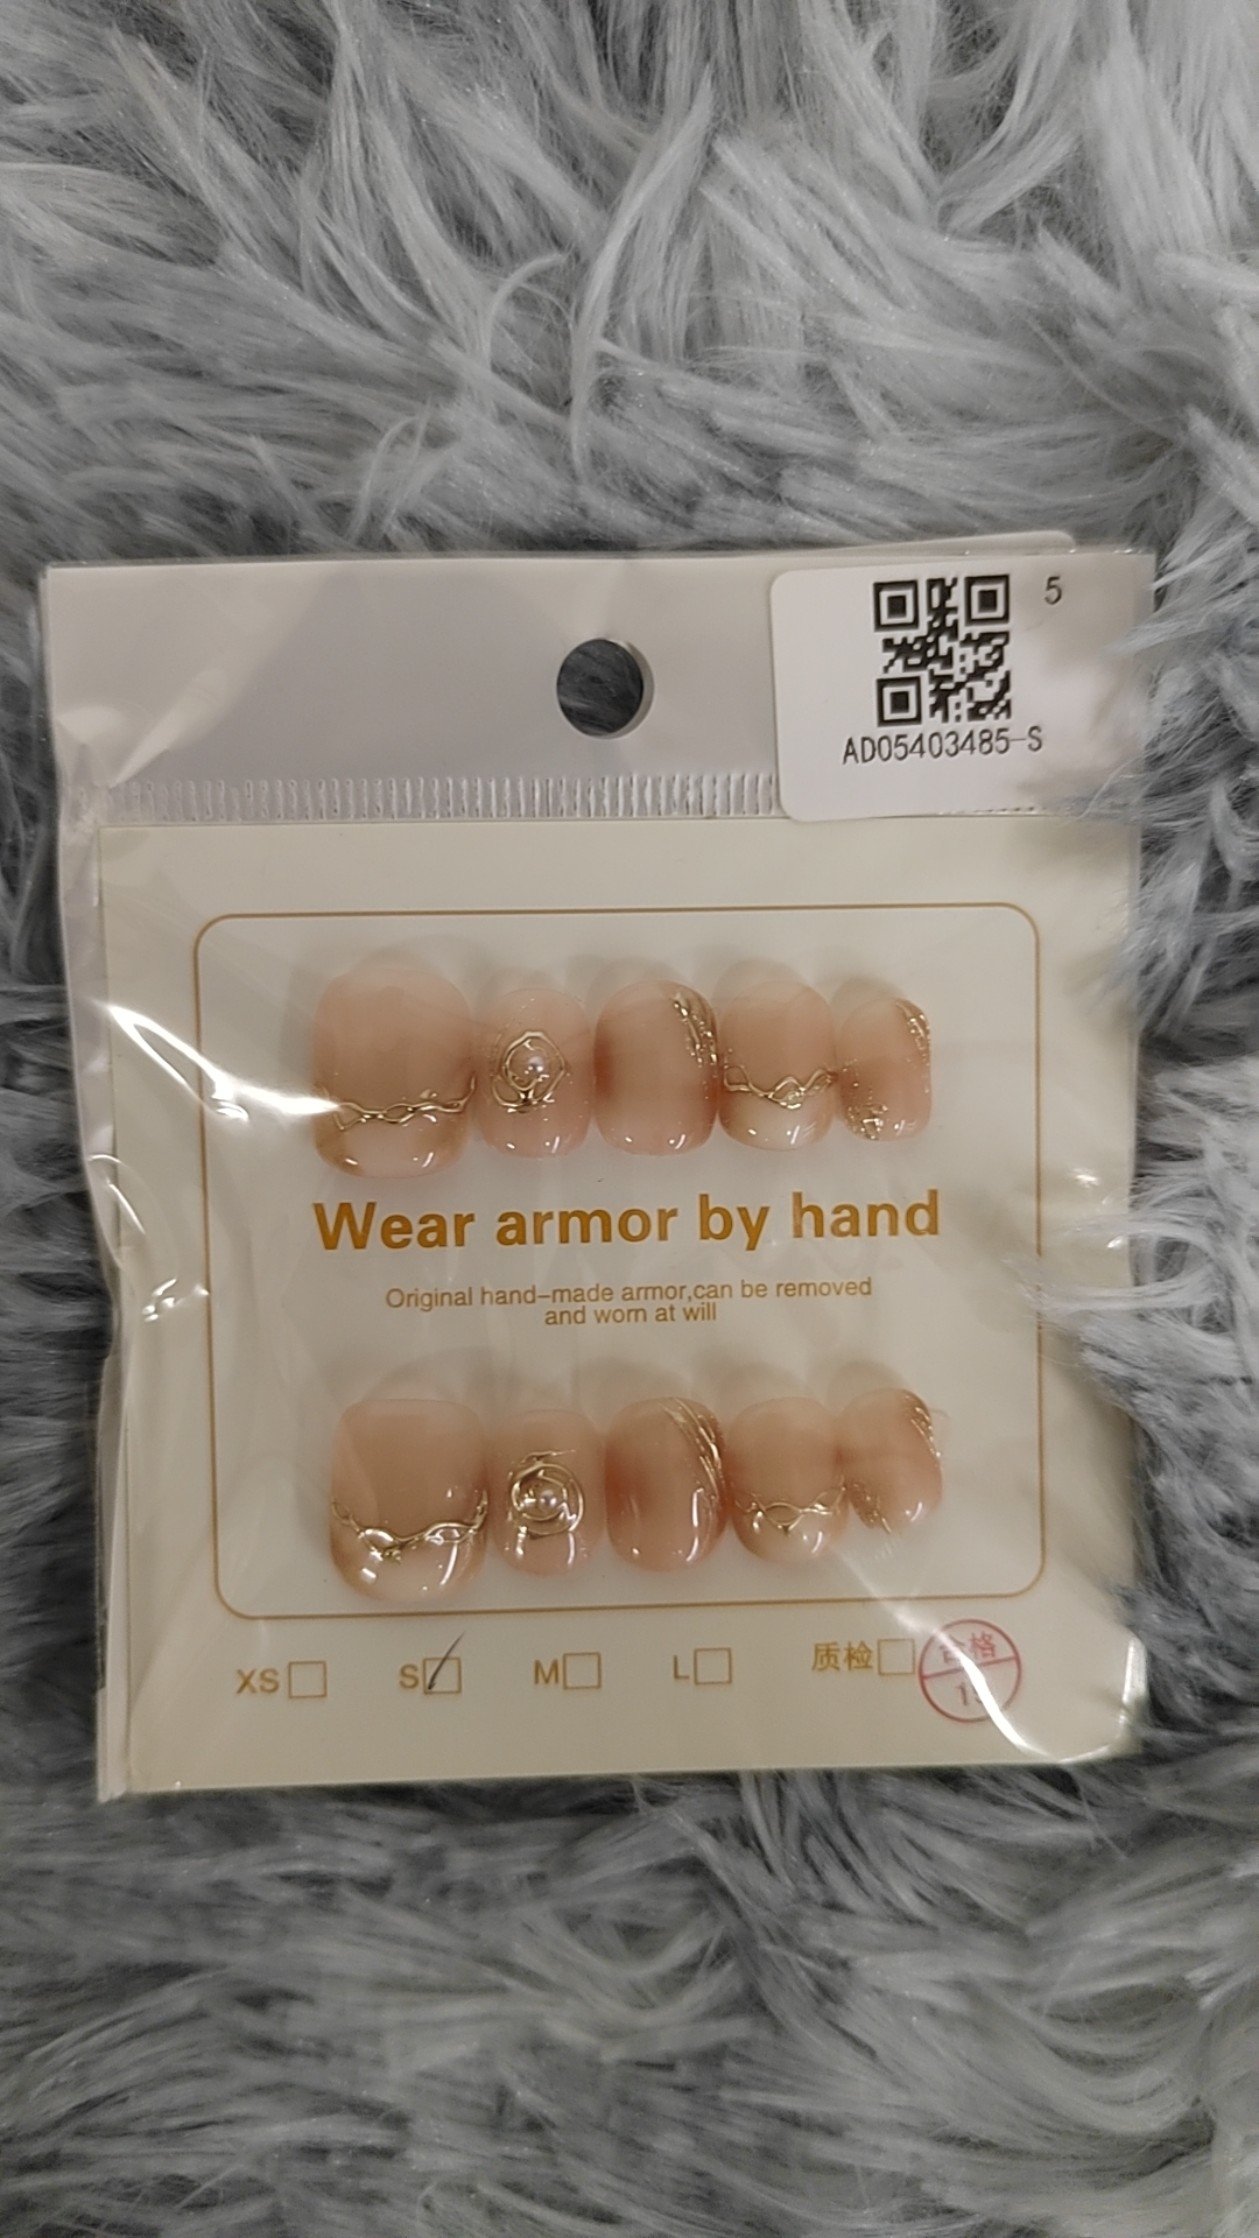 5
AD05403485-S
Wear armor by hand
Original hand-made armor,can be removed
and worn at will
XS S M L 质检 合格